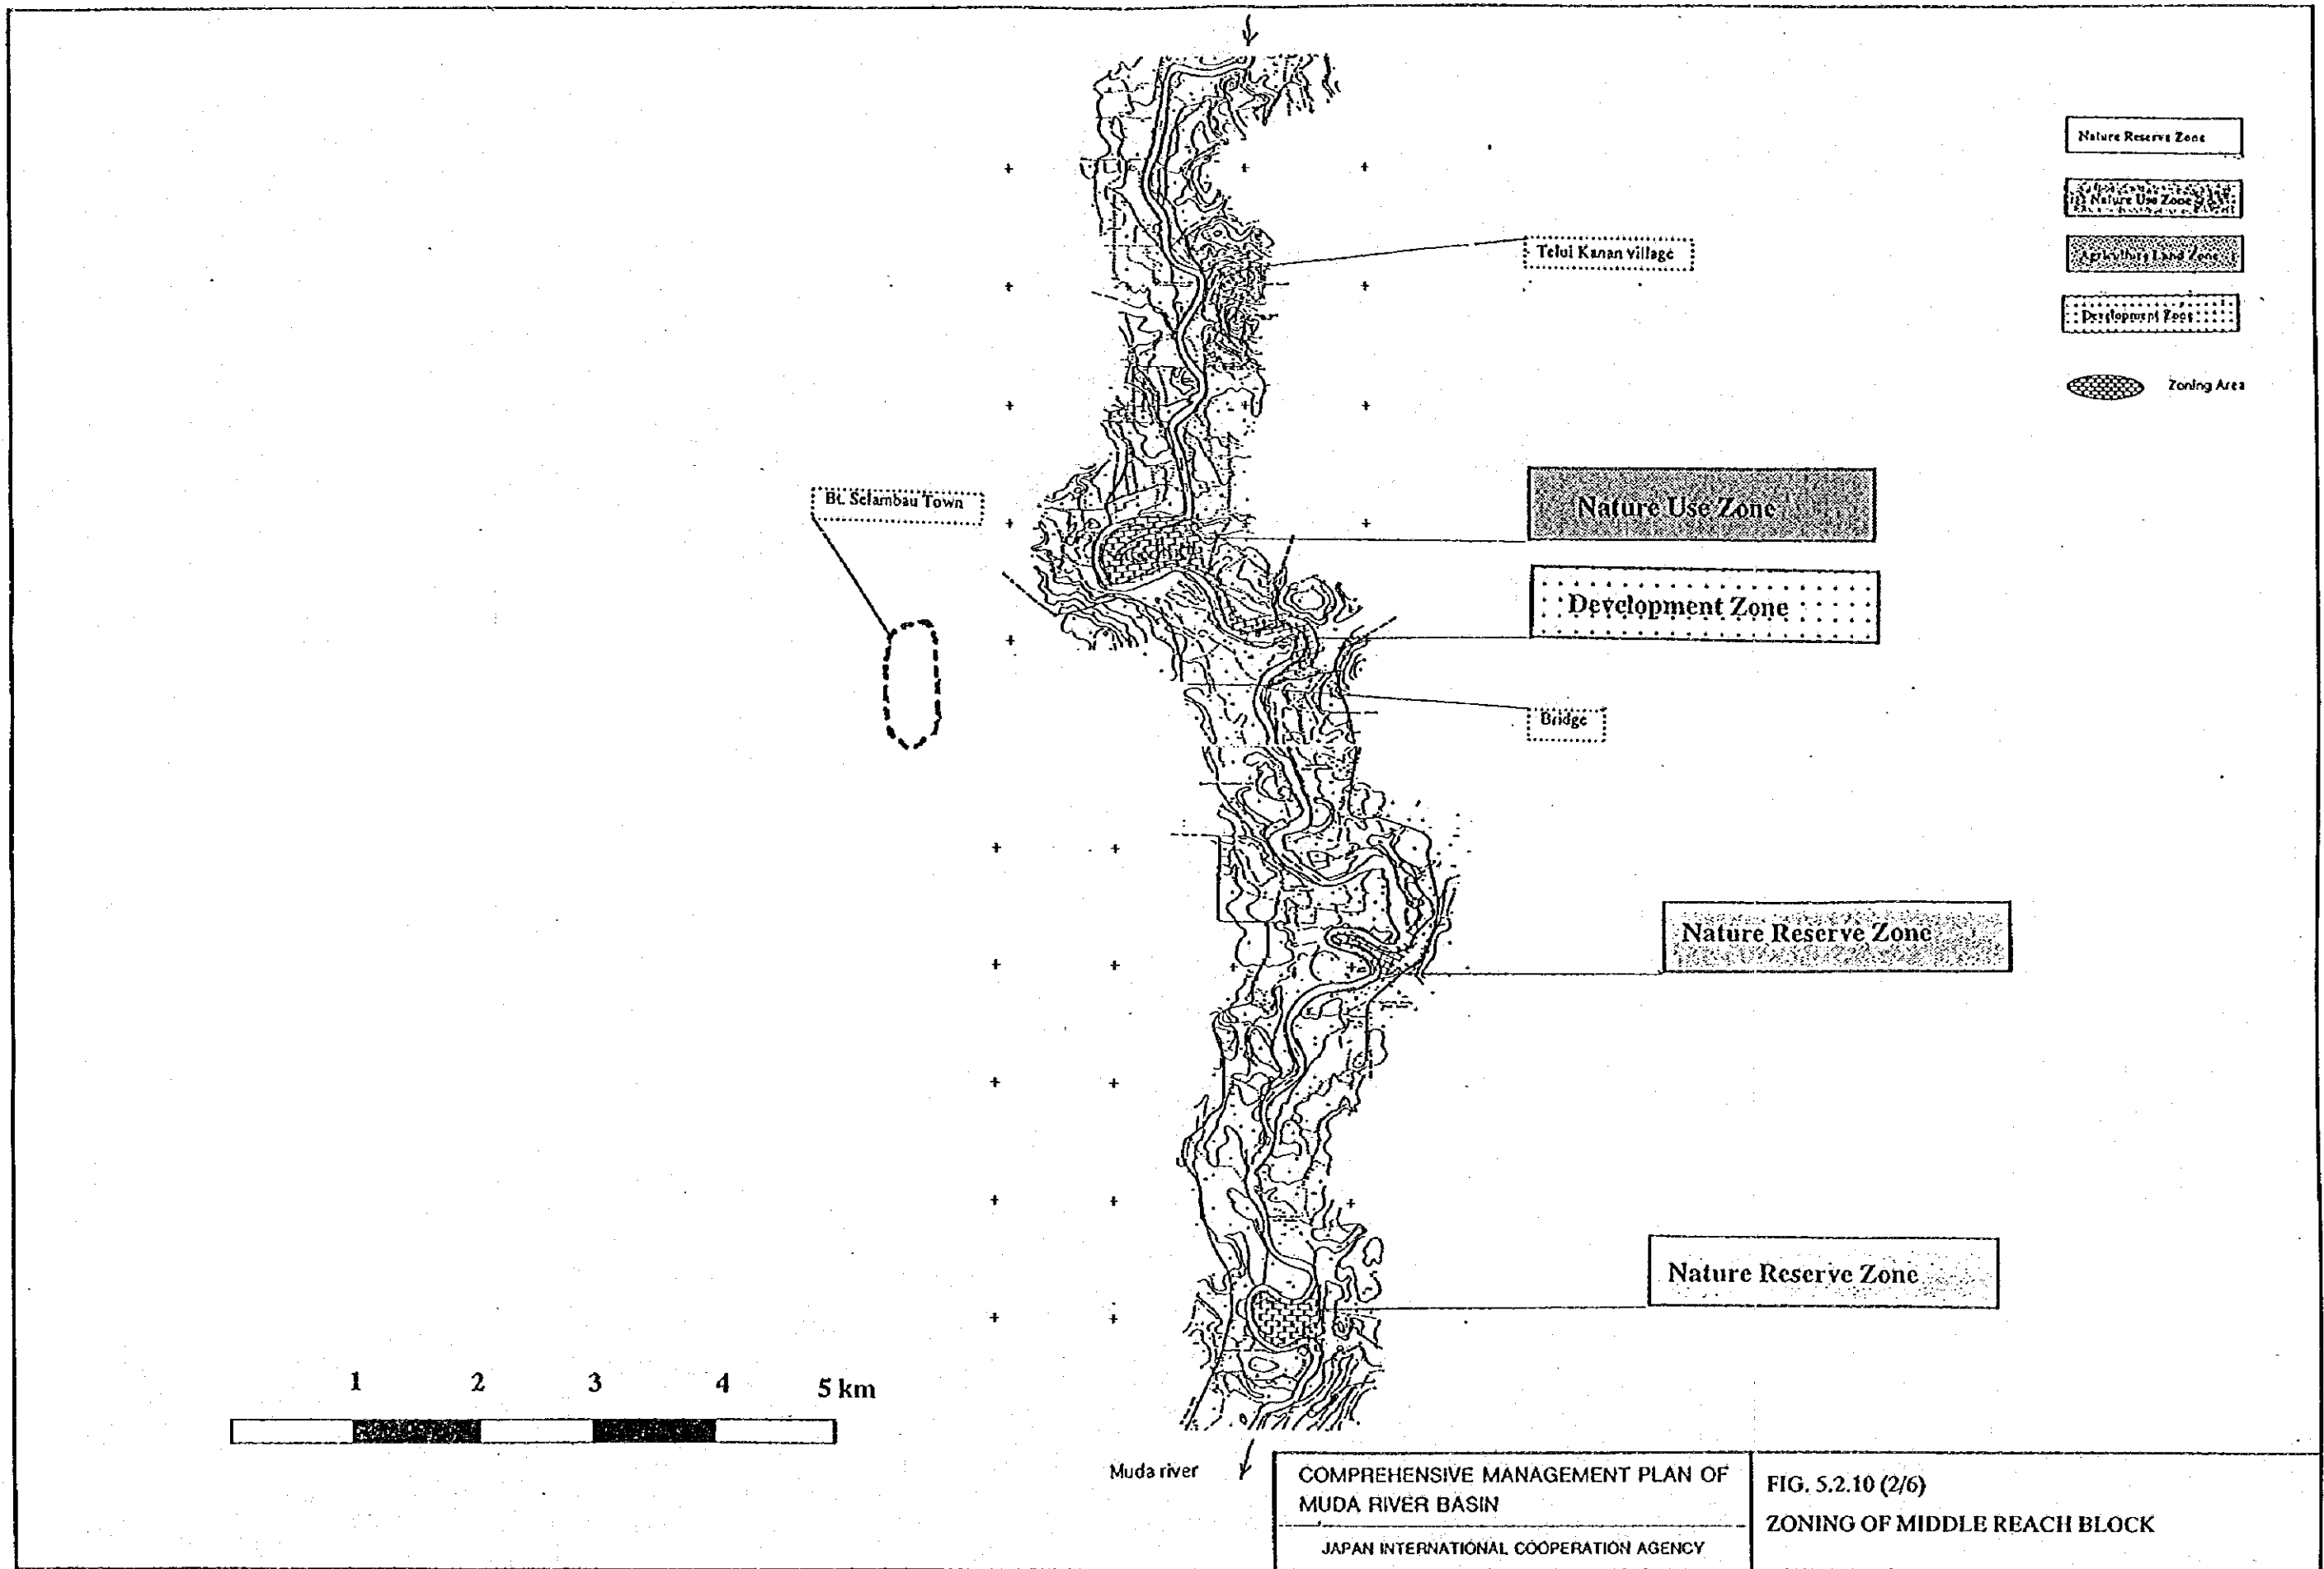 Nature Reserve Zone
Nature Use Zone
Agriculture Land Zone
Development Zone
Zoning Area
Telui Kanan village
Bt. Selambau Town
Nature Use Zone
Development Zone
Bridge
Nature Reserve Zone
Nature Reserve Zone
1 2 3 4 5 km
Muda river
COMPREHENSIVE MANAGEMENT PLAN OF
MUDA RIVER BASIN
JAPAN INTERNATIONAL COOPERATION AGENCY
FIG. 5.2.10 (2/6)
ZONING OF MIDDLE REACH BLOCK